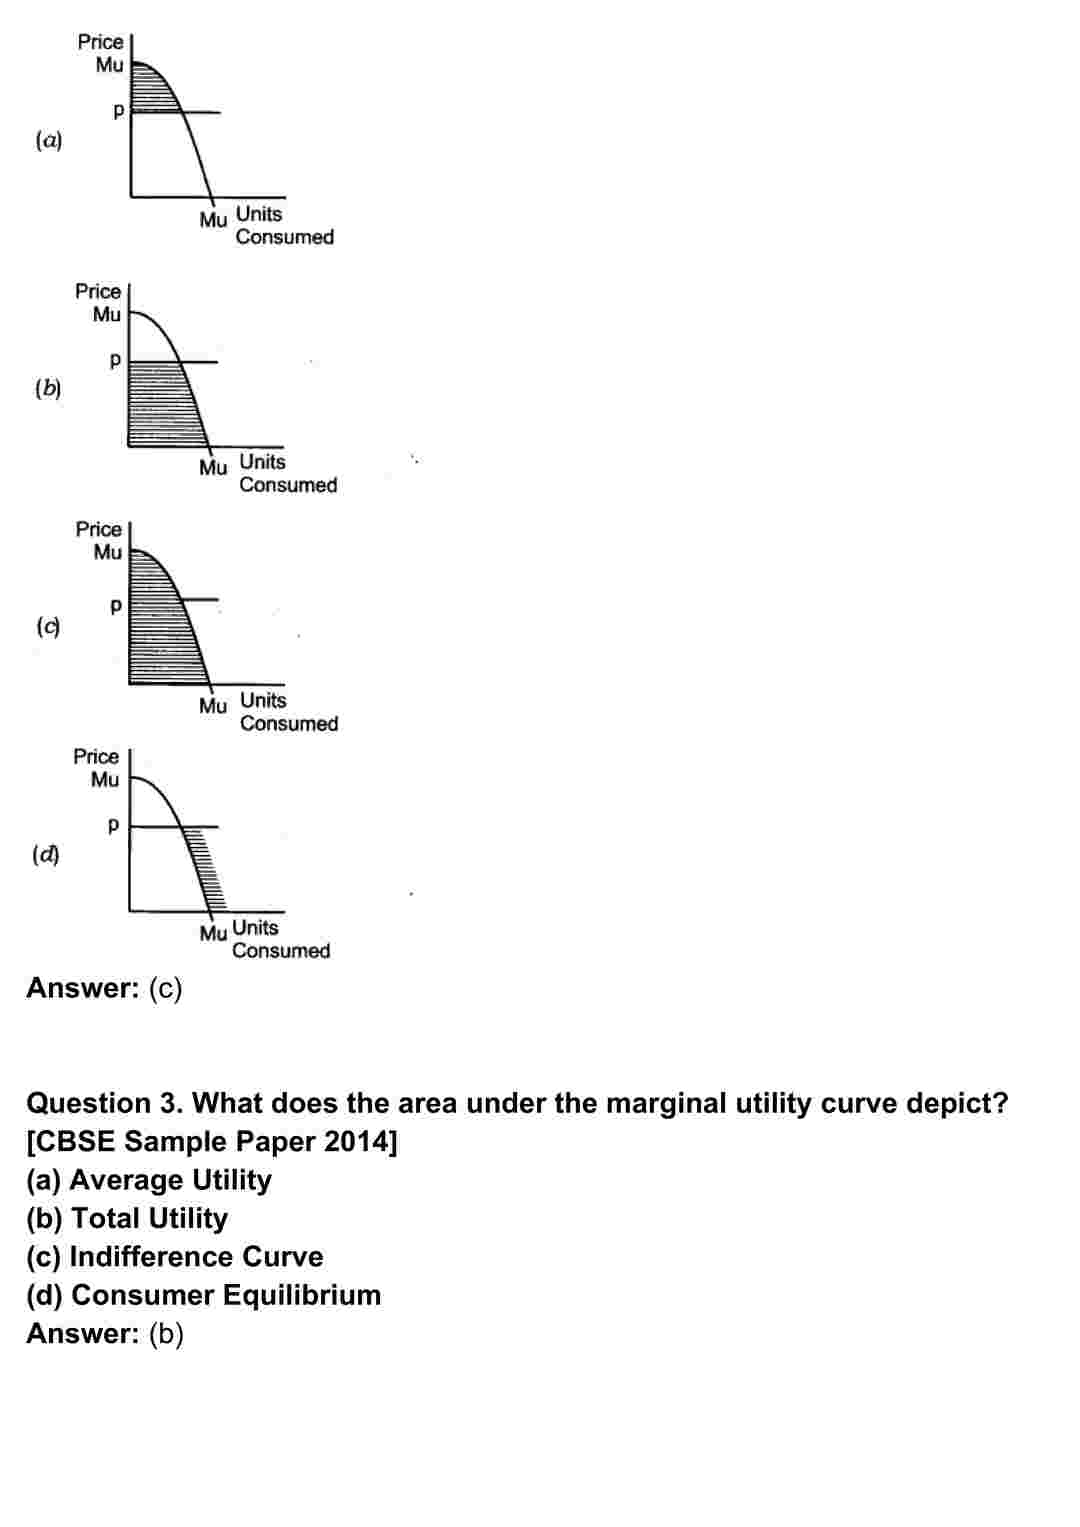 Price
Mu
p
(a)
Mu Units
Consumed
Price
Mu
p
(b)
Mu Units
Consumed
Price
Mu
p
(c)
Mu Units
Consumed
Price
Mu
p
(d)
Mu Units
Consumed
Answer: (c)
Question 3. What does the area under the marginal utility curve depict?
[CBSE Sample Paper 2014]
(a) Average Utility
(b) Total Utility
(c) Indifference Curve
(d) Consumer Equilibrium
Answer: (b)